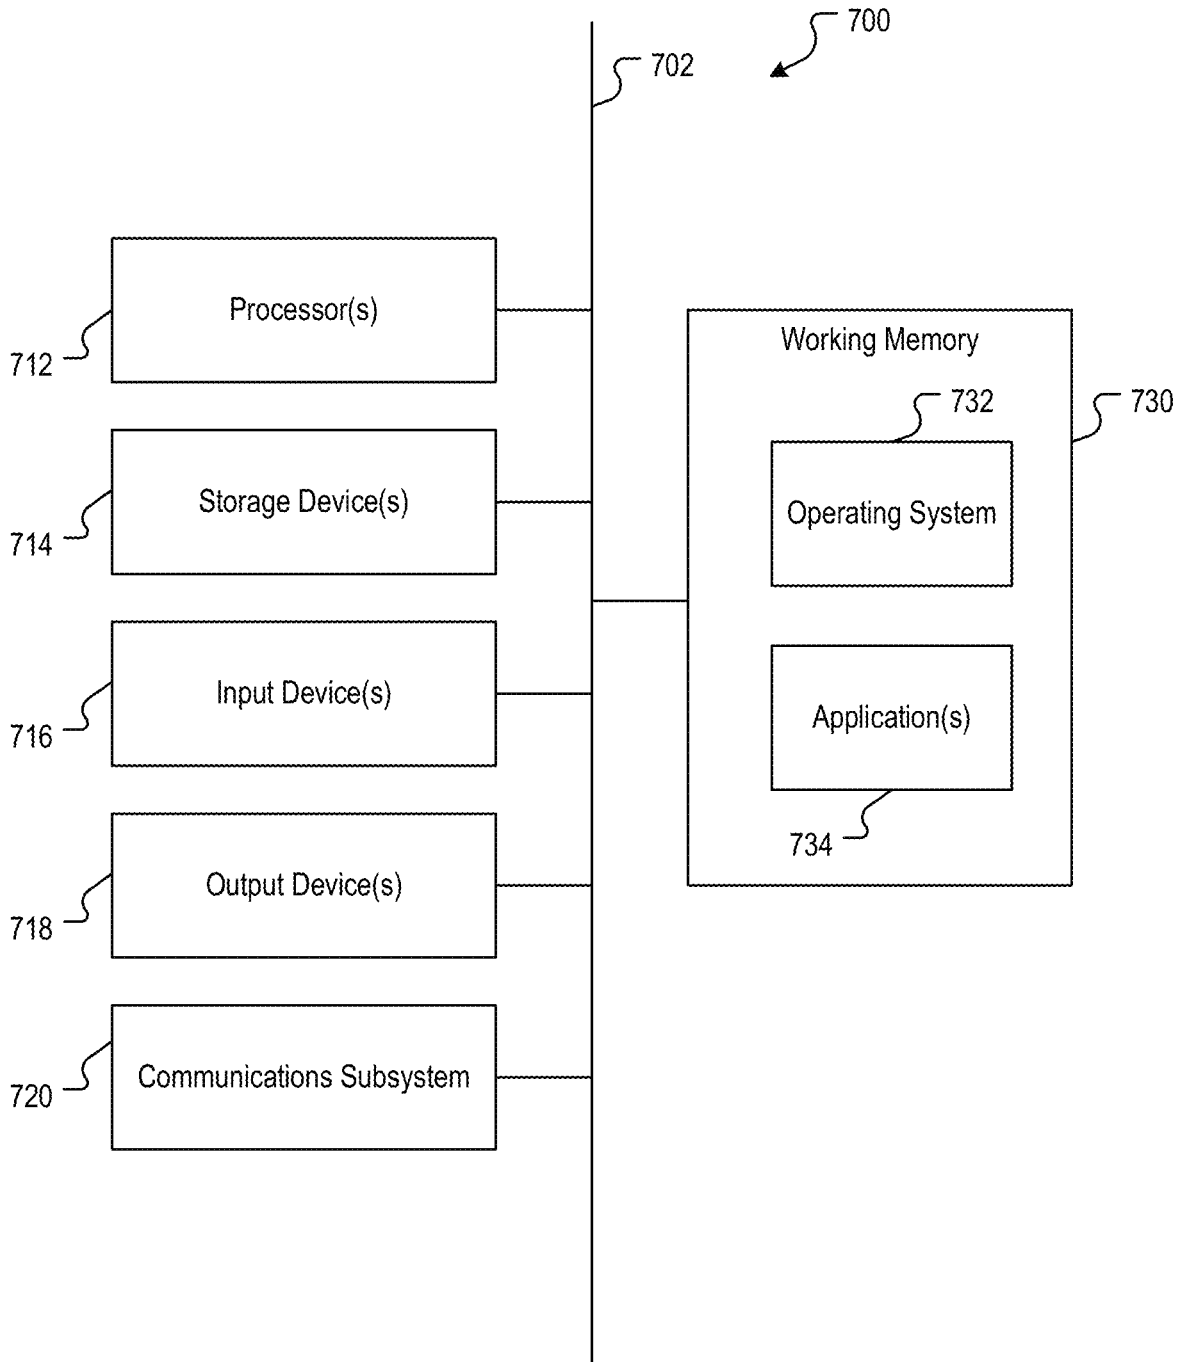 700
702
Processor(s)
712
Working Memory
732
730
Storage Device(s)
Operating System
714
Input Device(s)
Application(s)
716
734
Output Device(s)
718
Communications Subsystem
720